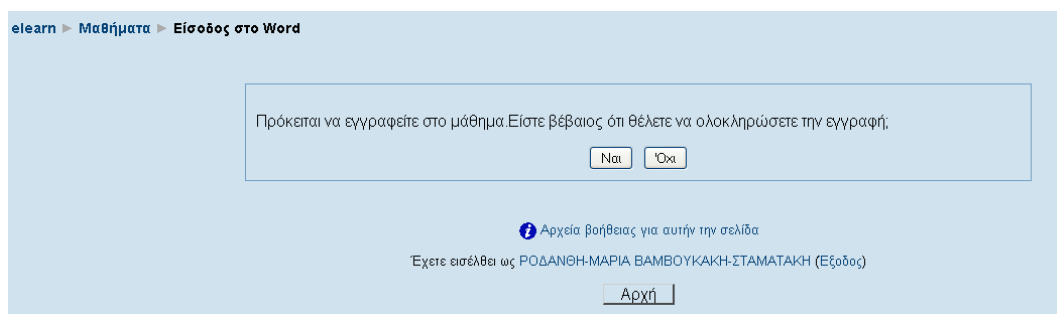 elearn ► Μαθήματα ► Είσοδος στο Word
Πρόκειται να εγγραφείτε στο μάθημα.Είστε βέβαιος ότι θέλετε να ολοκληρώσετε την εγγραφή;
Ναι Όχι
Αρχεία βοήθειας για αυτήν την σελίδα
Έχετε εισέλθει ως ΡΟΔΑΝΘΗ-ΜΑΡΙΑ ΒΑΜΒΟΥΚΑΚΗ-ΣΤΑΜΑΤΑΚΗ (Έξοδος)
Αρχή